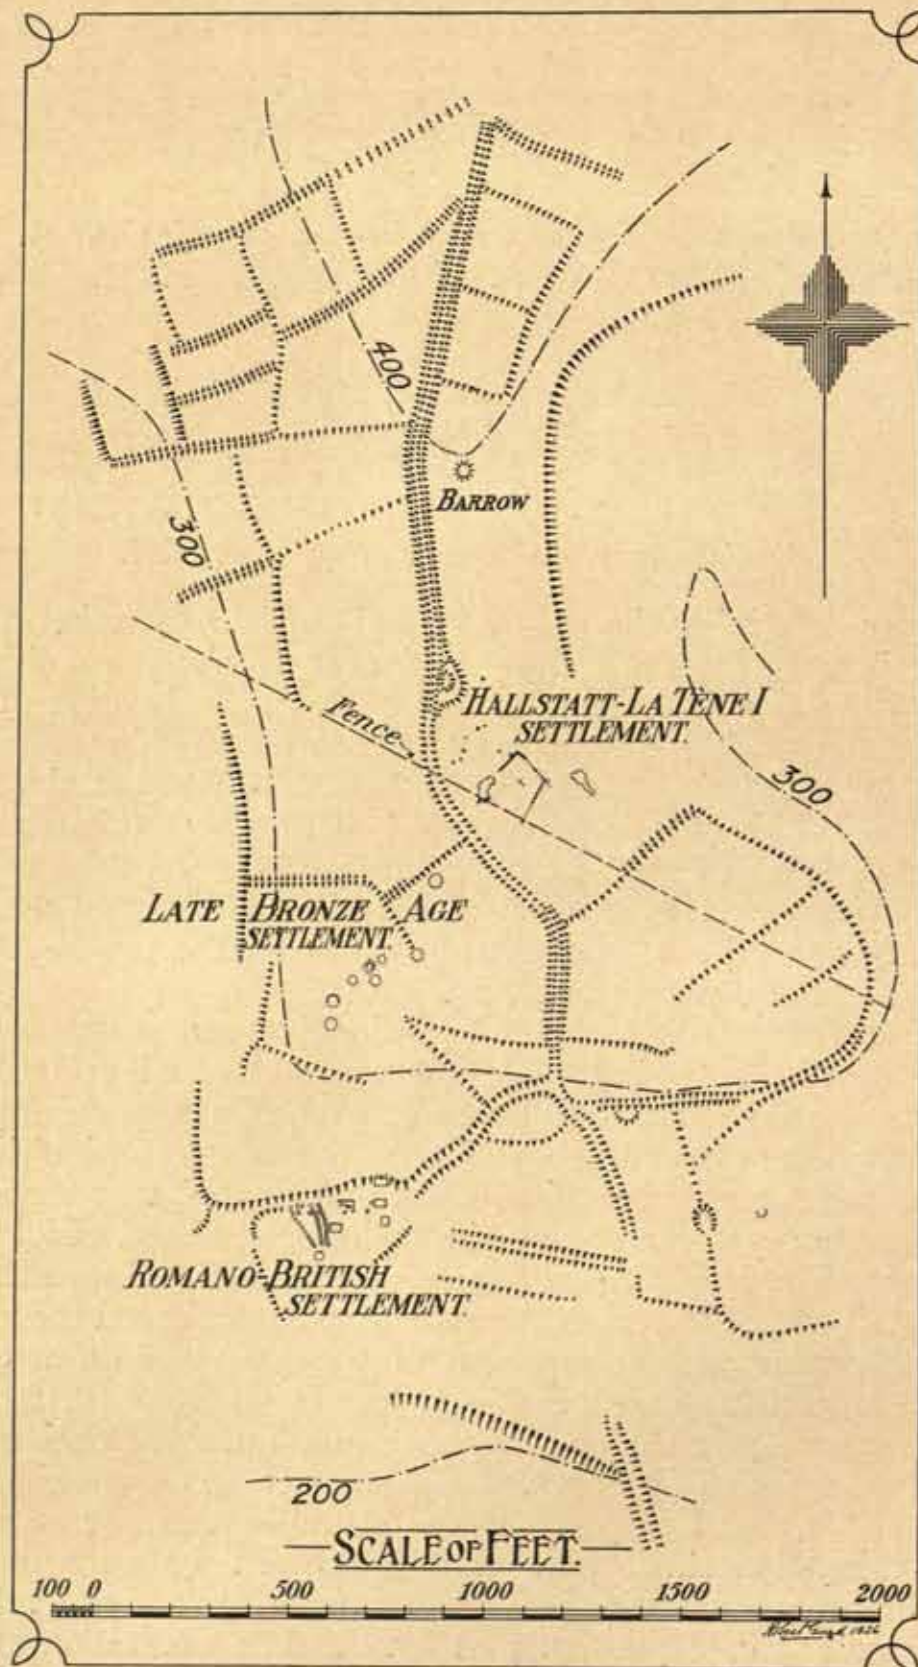 400
BARROW
300
HALLSTATT-LA TÈNE I
SETTLEMENT.
Fence
300
LATE BRONZE AGE
SETTLEMENT.
ROMANO-BRITISH
SETTLEMENT.
200
SCALE OF FEET.
100 0 500 1000 1500 2000